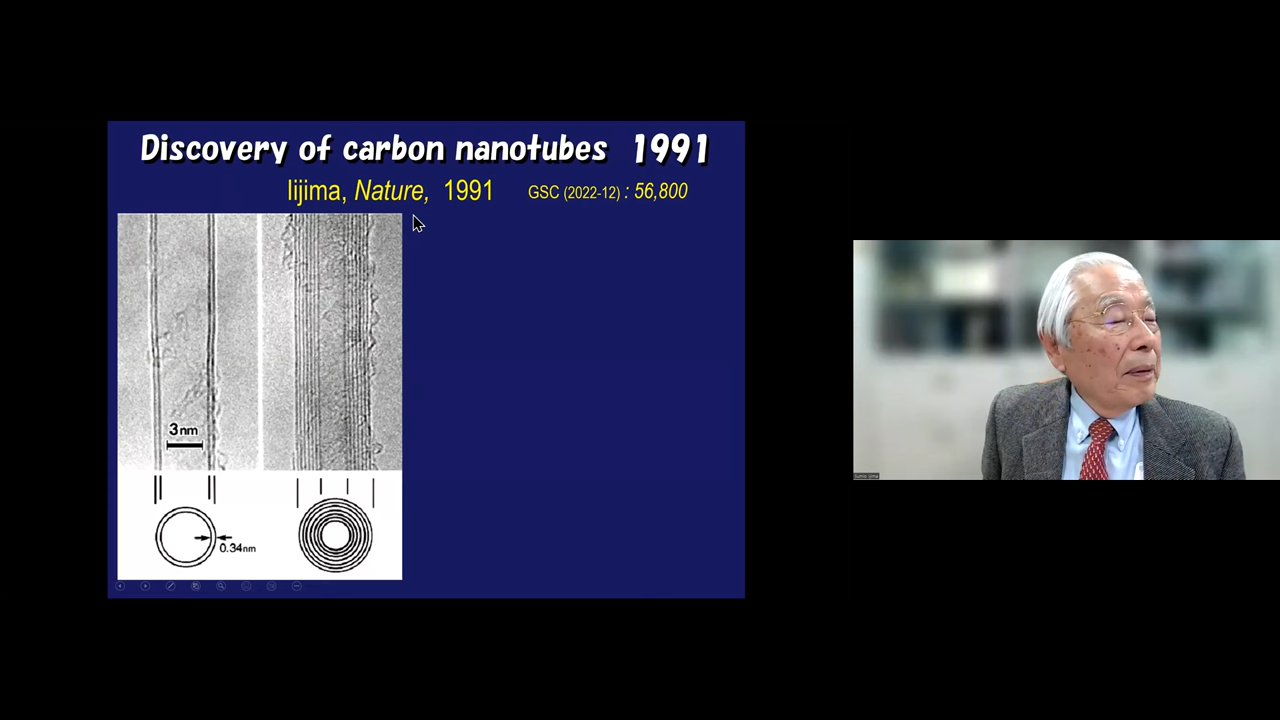 Discovery of carbon nanotubes 1991
Iijima, Nature, 1991 GSC (2022-12) : 56,800
3nm
0.34nm